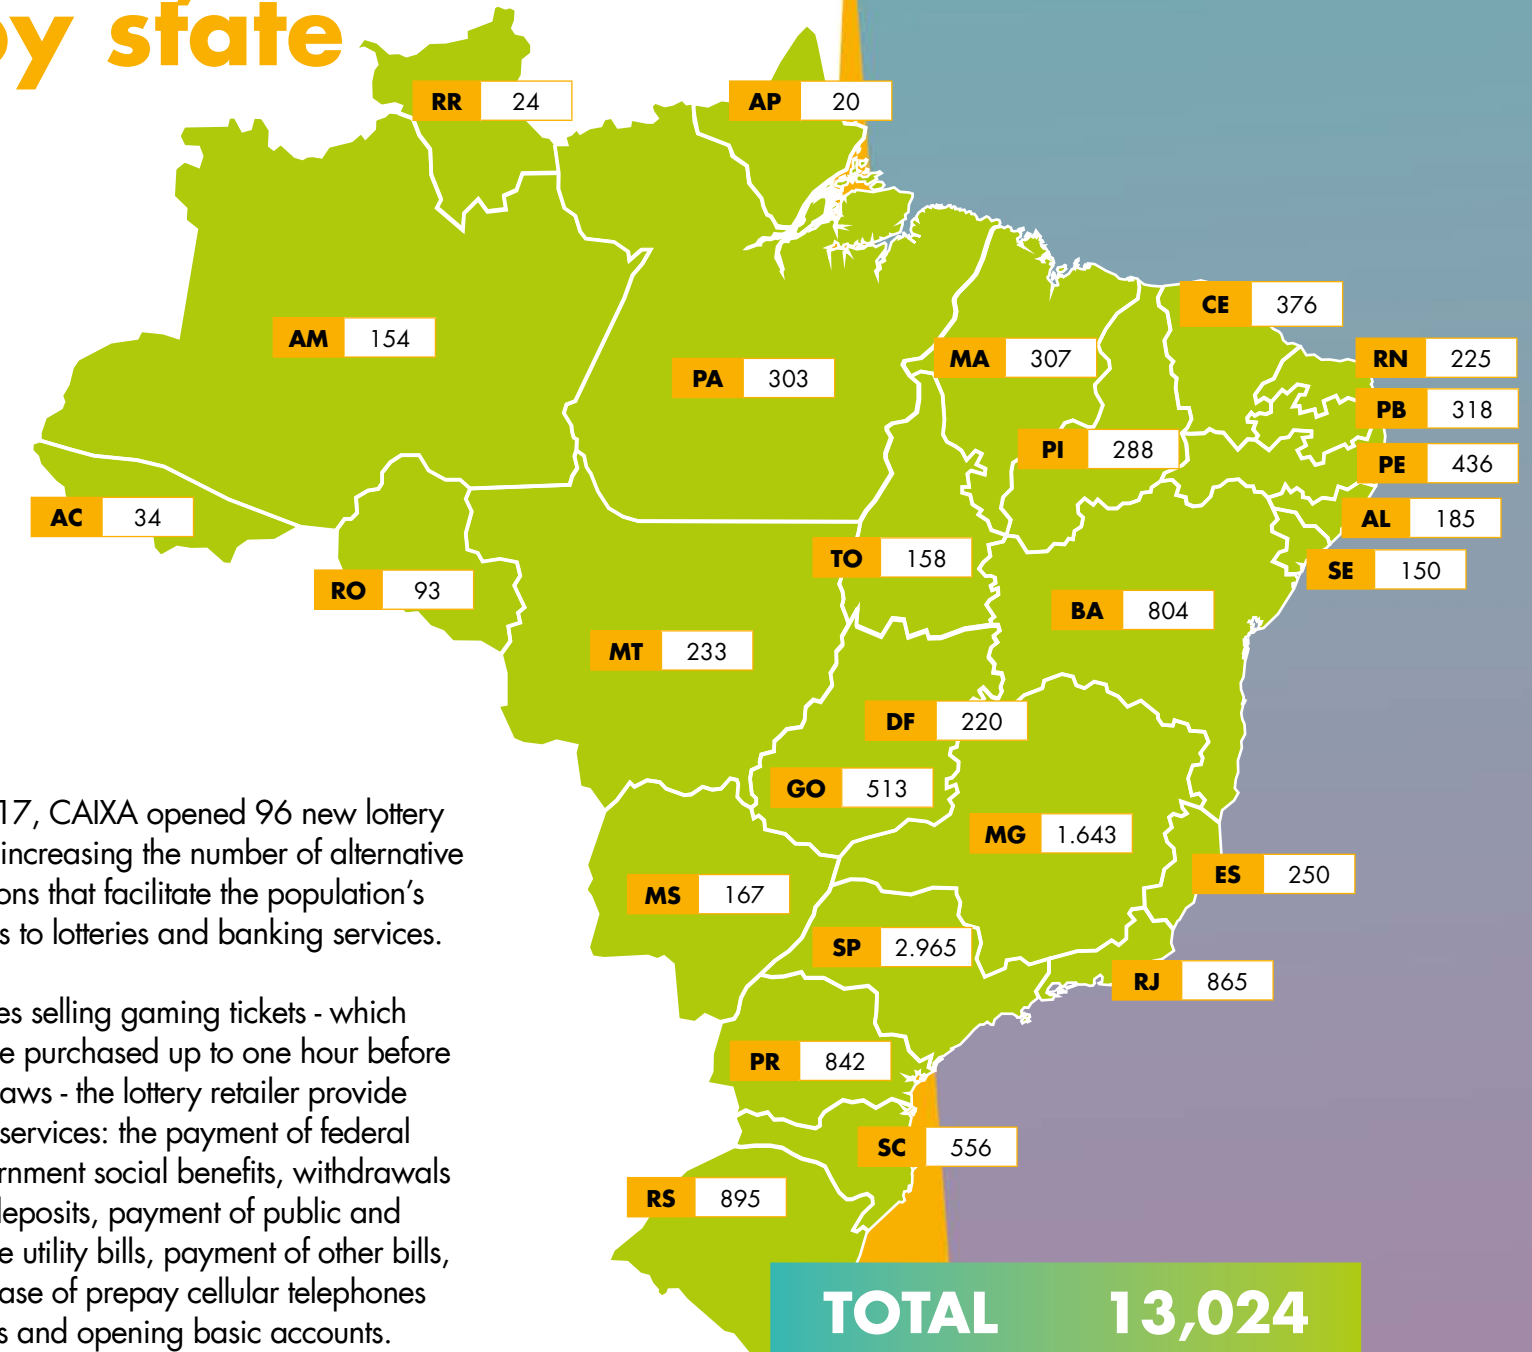 by state
RR 24
AP 20
CE 376
AM 154
MA 307
RN 225
PA 303
PB 318
PI 288
PE 436
AC 34
AL 185
TO 158
SE 150
RO 93
BA 804
MT 233
DF 220
GO 513
MG 1.643
ES 250
MS 167
SP 2.965
RJ 865
PR 842
SC 556
RS 895
17, CAIXA opened 96 new lottery
increasing the number of alternative
ons that facilitate the population's
s to lotteries and banking services.
es selling gaming tickets - which
e purchased up to one hour before
aws - the lottery retailer provide
services: the payment of federal
rnment social benefits, withdrawals
deposits, payment of public and
e utility bills, payment of other bills,
ase of prepay cellular telephones
s and opening basic accounts.
TOTAL 13,024